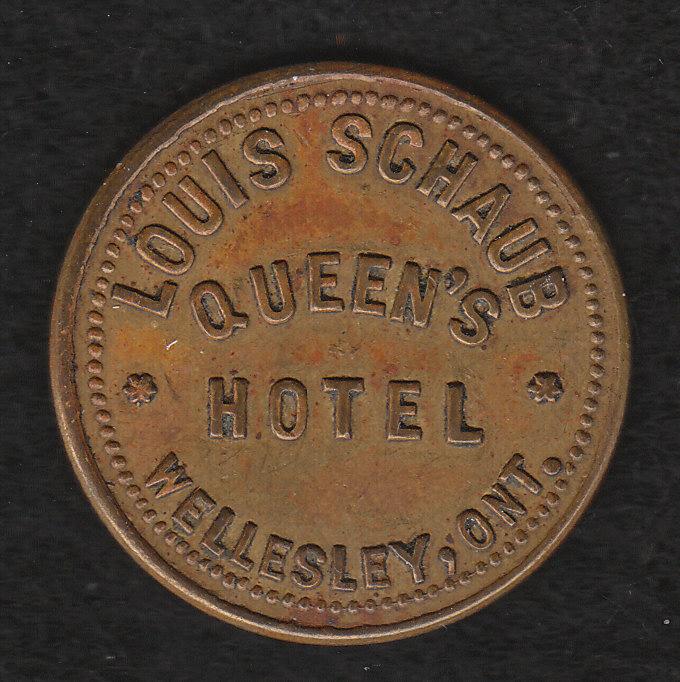 LOUIS SCHAUB
QUEEN'S
HOTEL
WELLESLEY, ONT.